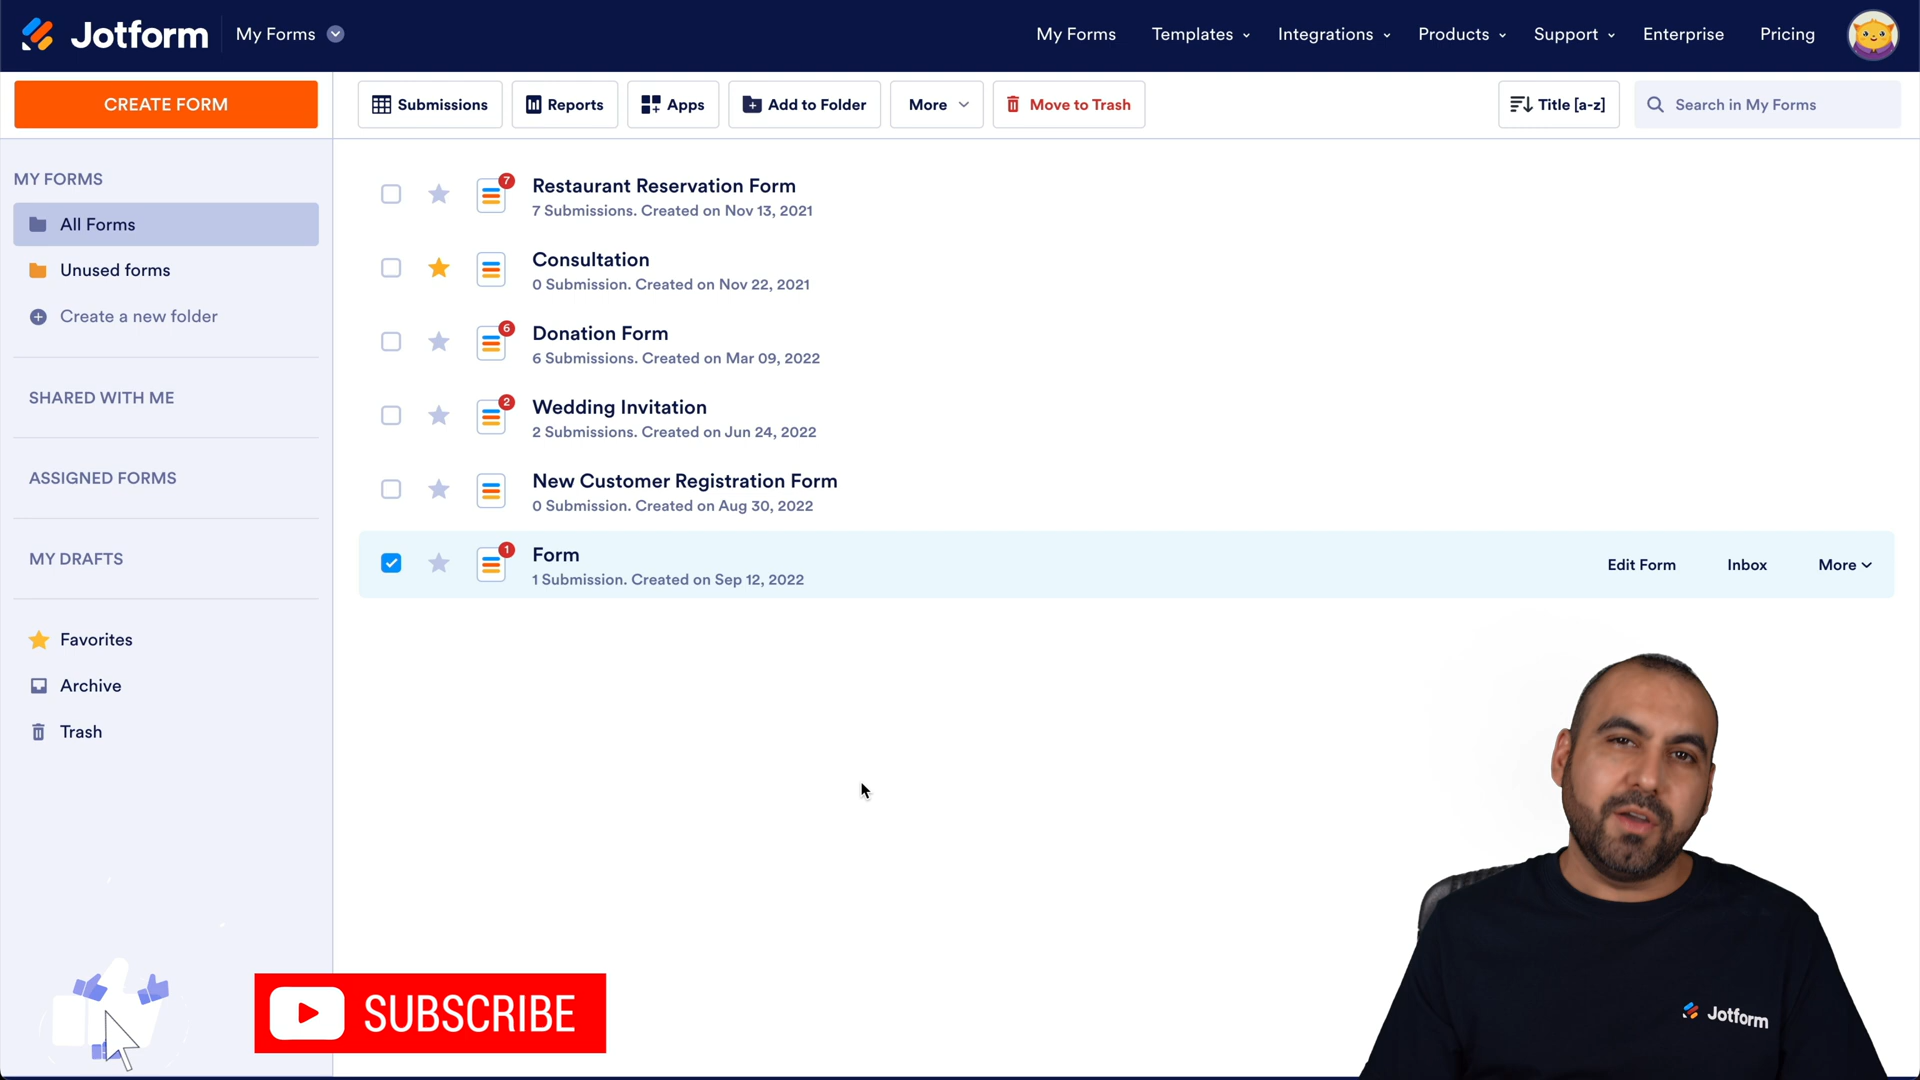 Jotform
My Forms
My Forms
Templates
Integrations
Products
Support
Enterprise
Pricing
CREATE FORM
Submissions
Reports
Apps
Add to Folder
More
Move to Trash
Title [a-z]
Search in My Forms
MY FORMS
All Forms
Unused forms
Create a new folder
SHARED WITH ME
ASSIGNED FORMS
MY DRAFTS
Favorites
Archive
Trash
7
Restaurant Reservation Form
7 Submissions. Created on Nov 13, 2021
Consultation
0 Submission. Created on Nov 22, 2021
6
Donation Form
6 Submissions. Created on Mar 09, 2022
2
Wedding Invitation
2 Submissions. Created on Jun 24, 2022
New Customer Registration Form
0 Submission. Created on Aug 30, 2022
1
Form
1 Submission. Created on Sep 12, 2022
Edit Form
Inbox
More
SUBSCRIBE
Jotform